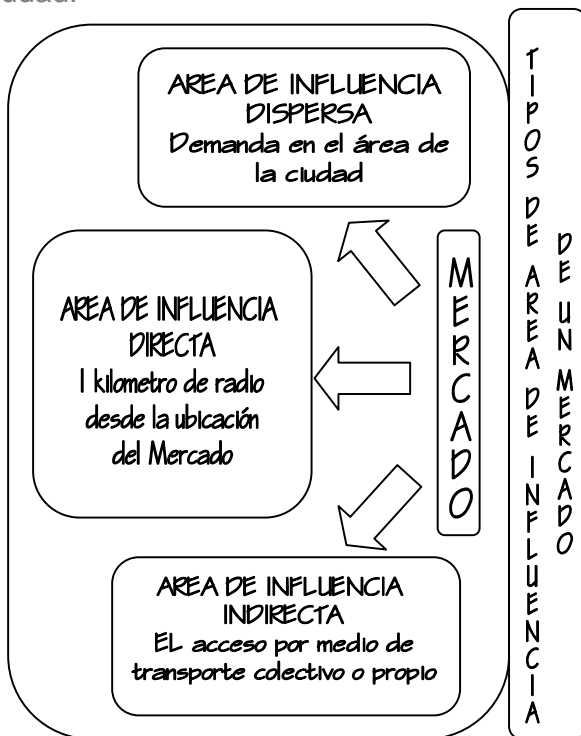 AREA DE INFLUENCIA
DISPERSA
Demanda en el área de
la ciudad
AREA DE INFLUENCIA
DIRECTA
1 kilometro de radio
desde la ubicación
del Mercado
AREA DE INFLUENCIA
INDIRECTA
EL acceso por medio de
transporte colectivo o propio
MERCADO
TIPOS DE AREA DE INFLUENCIA
DE UN MERCADO